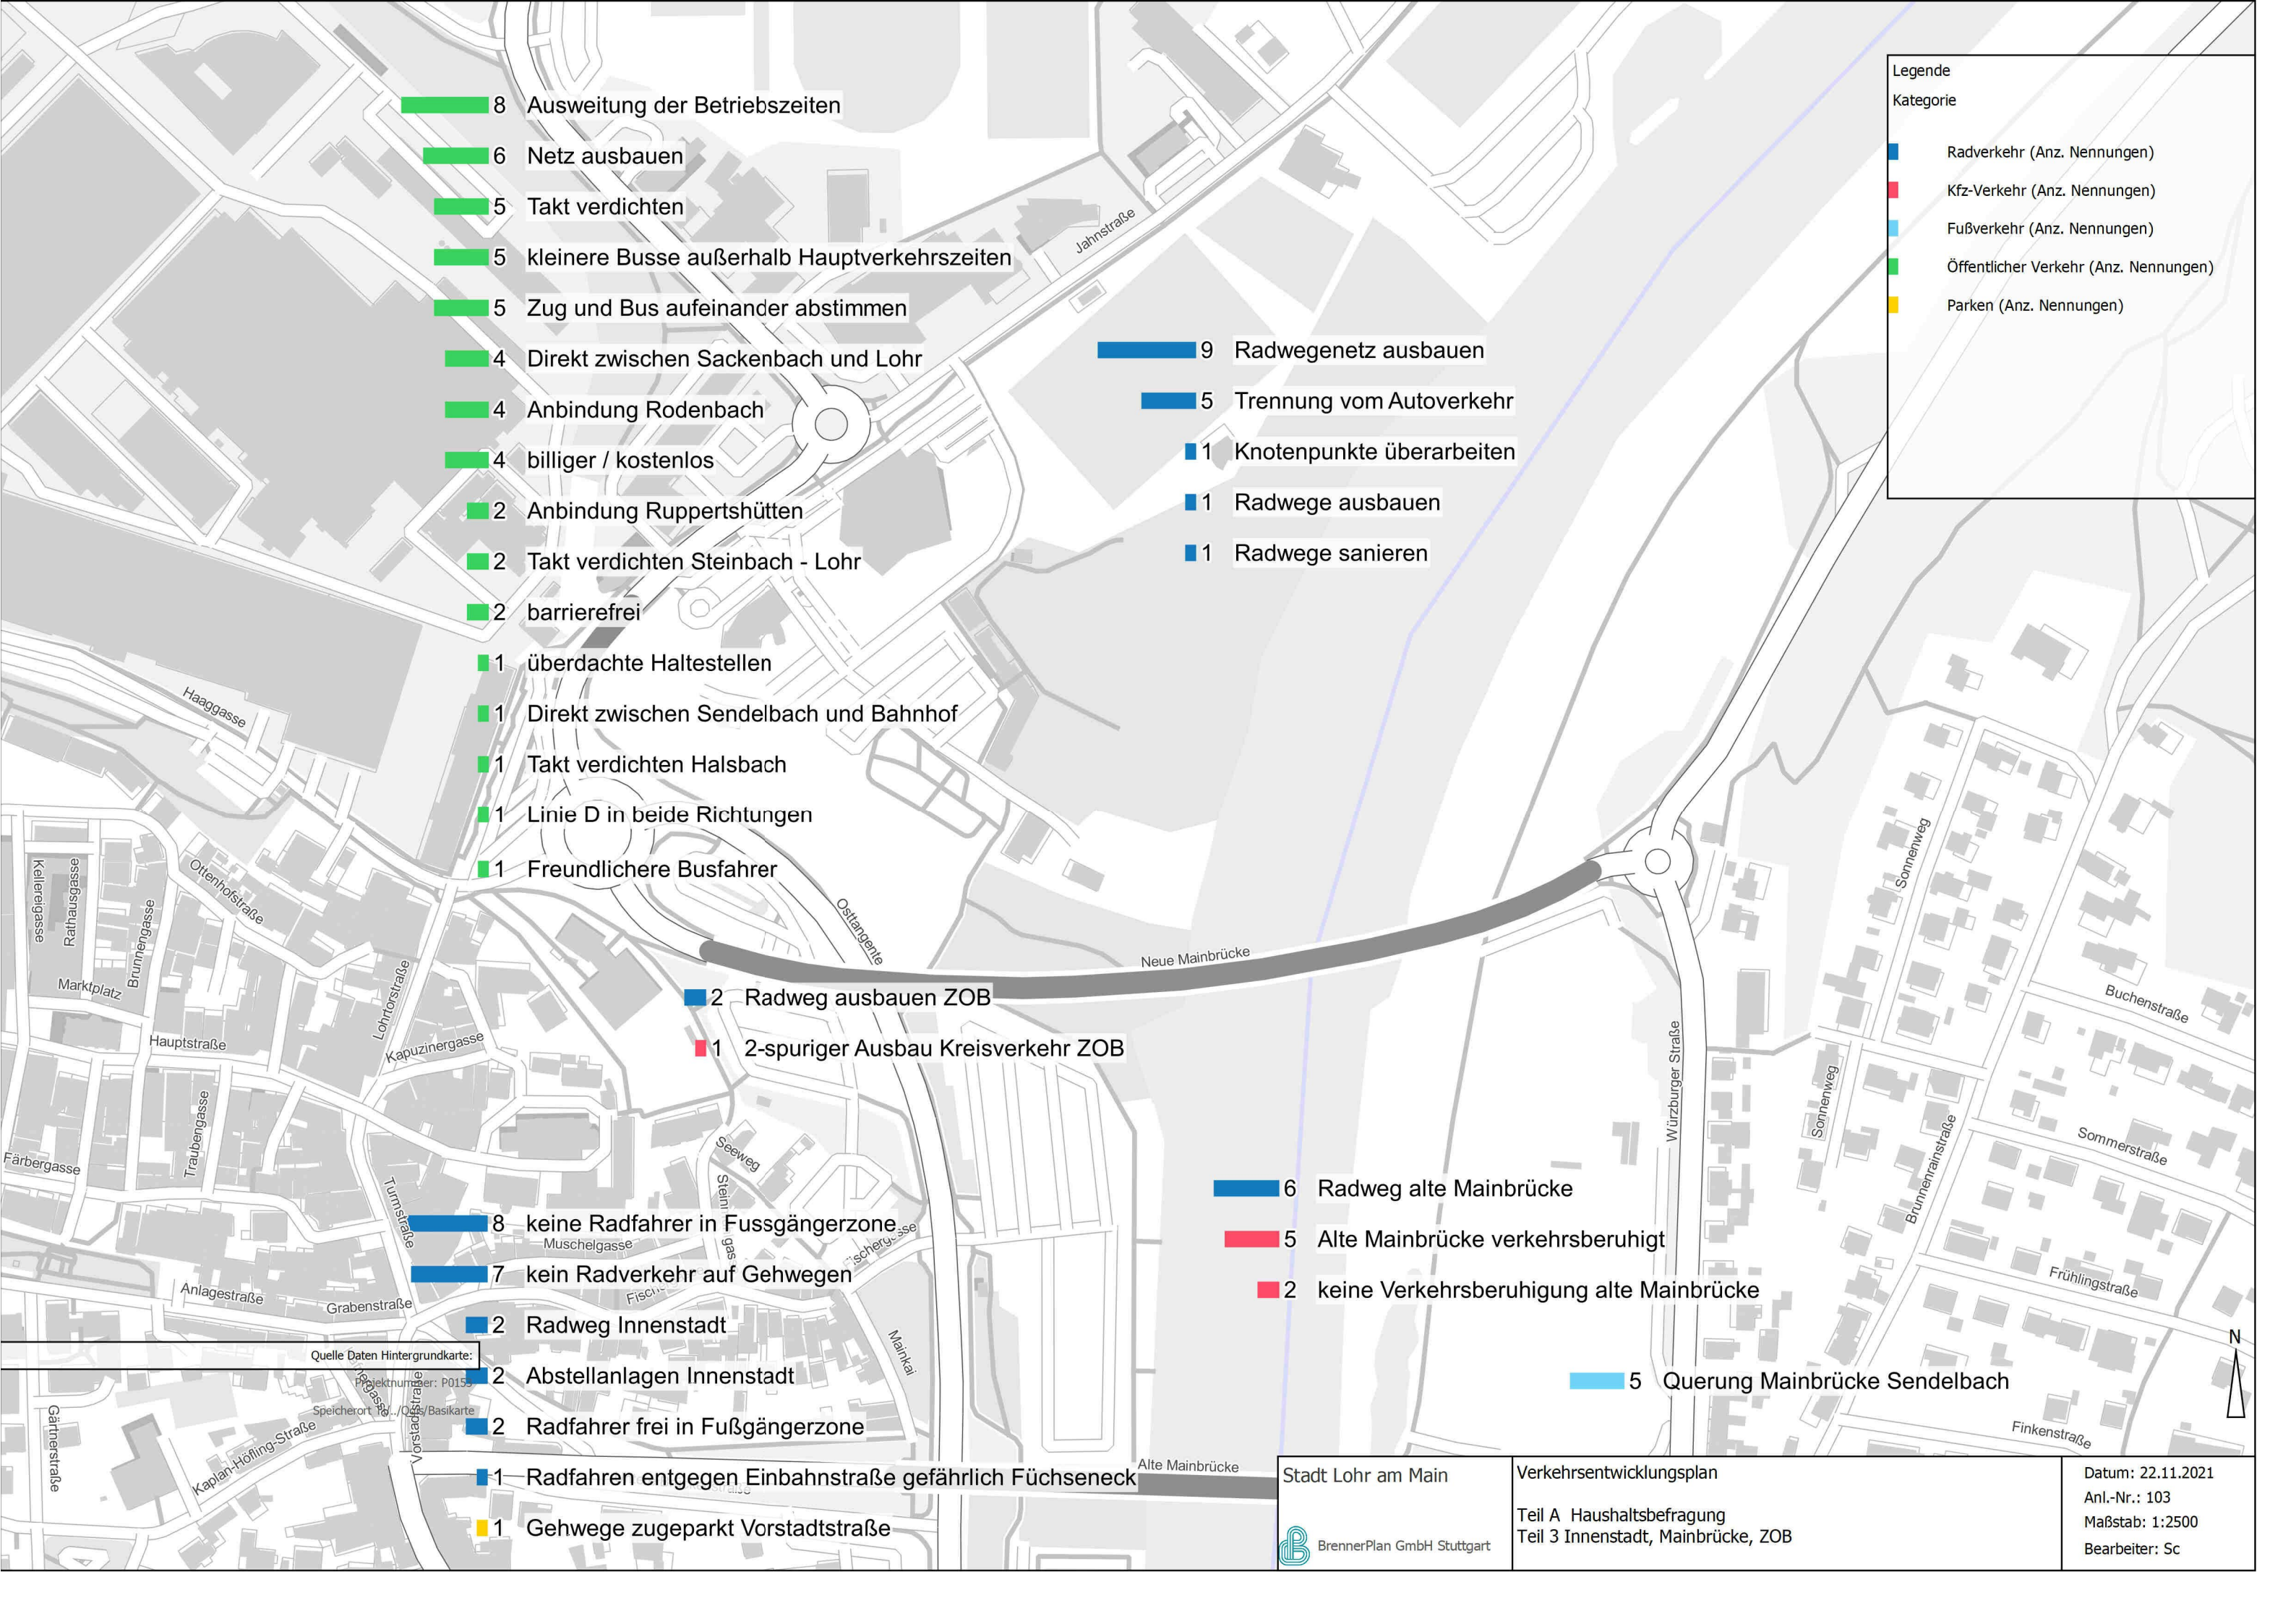 8 Ausweitung der Betriebszeiten
6 Netz ausbauen
5 Takt verdichten
5 kleinere Busse außerhalb Hauptverkehrszeiten
5 Zug und Bus aufeinander abstimmen
4 Direkt zwischen Sackenbach und Lohr
4 Anbindung Rodenbach
4 billiger / kostenlos
2 Anbindung Ruppertshütten
2 Takt verdichten Steinbach - Lohr
2 barrierefrei
1 überdachte Haltestellen
1 Direkt zwischen Sendelbach und Bahnhof
1 Takt verdichten Halsbach
1 Linie D in beide Richtungen
1 Freundlichere Busfahrer
Jahnstraße
9 Radwegenetz ausbauen
5 Trennung vom Autoverkehr
1 Knotenpunkte überarbeiten
1 Radwege ausbauen
1 Radwege sanieren
Legende
Kategorie
Radverkehr (Anz. Nennungen)
Kfz-Verkehr (Anz. Nennungen)
Fußverkehr (Anz. Nennungen)
Öffentlicher Verkehr (Anz. Nennungen)
Parken (Anz. Nennungen)
Haaggasse
Kellereigasse
Rathausgasse
Brunnengasse
Ottenhofstraße
Marktplatz
Hauptstraße
Lohrtorstraße
Kapuzinergasse
Traubengasse
Färbergasse
Turmstraße
Osttangente
Neue Mainbrücke
2 Radweg ausbauen ZOB
1 2-spuriger Ausbau Kreisverkehr ZOB
Seeweg
Sonnenweg
Buchenstraße
Würzburger Straße
Sonnenweg
Sommerstraße
Brunnenrainstraße
Frühlingstraße
Finkenstraße
8 keine Radfahrer in Fussgängerzone
Muschelgasse
7 kein Radverkehr auf Gehwegen
Anlagestraße
Grabenstraße
2 Radweg Innenstadt
Mainkai
Quelle Daten Hintergrundkarte:
2 Abstellanlagen Innenstadt
Vorstadtstraße
Gärtnerstraße
2 Radfahrer frei in Fußgängerzone
Kaplan-Höfling-Straße
1 Radfahren entgegen Einbahnstraße gefährlich Füchseneck
Alte Mainbrücke
1 Gehwege zugeparkt Vorstadtstraße
6 Radweg alte Mainbrücke
5 Alte Mainbrücke verkehrsberuhigt
2 keine Verkehrsberuhigung alte Mainbrücke
5 Querung Mainbrücke Sendelbach
N
Stadt Lohr am Main
BrennerPlan GmbH Stuttgart
Verkehrsentwicklungsplan
Teil A Haushaltsbefragung
Teil 3 Innenstadt, Mainbrücke, ZOB
Datum: 22.11.2021
Anl.-Nr.: 103
Maßstab: 1:2500
Bearbeiter: Sc